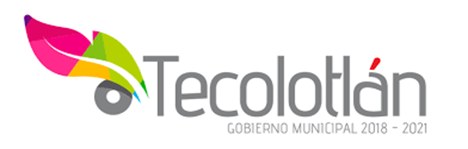 Tecolotlán
GOBIERNO MUNICIPAL 2018 - 2021